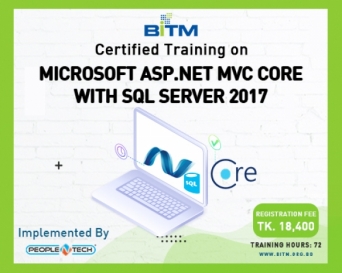 BiTM
Certified Training on
MICROSOFT ASP.NET MVC CORE
WITH SQL SERVER 2017
SQL
Core
REGISTRATION FEE
TK. 18,400
Implemented By
PEOPLE N TECH
TRAINING HOURS: 72
WWW.BITM.ORG.BD